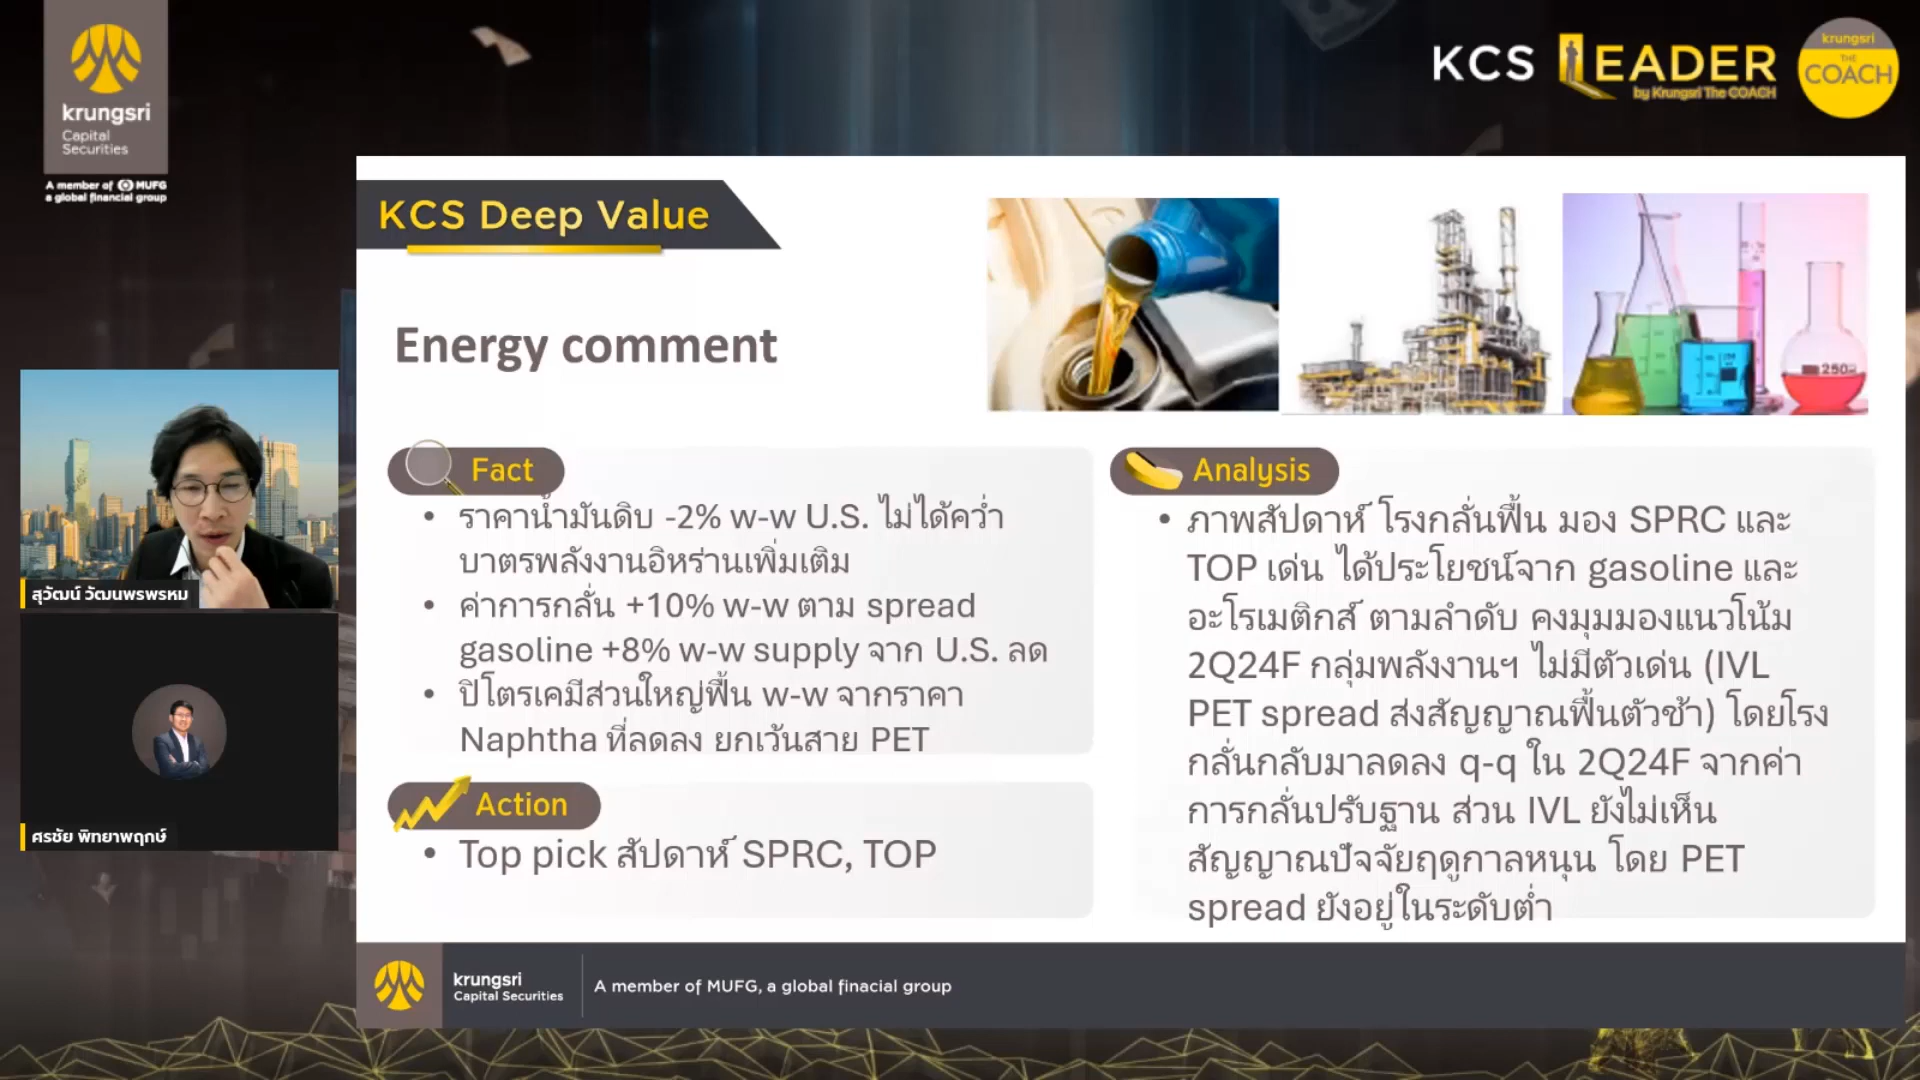 krungsri
Capital
Securities
A member of MUFG
a global financial group
KCS LEADER
by Krungsri The COACH
krungsri
THE
COACH
KCS Deep Value
Energy comment
250
Fact
• ราคาน้ำมันดิบ -2% w-w U.S. ไม่ได้คว่ำ
บาตรพลังงานอิหร่านเพิ่มเติม
• ค่าการกลั่น +10% w-w ตาม spread
gasoline +8% w-w supply จาก U.S. ลด
• ปิโตรเคมีส่วนใหญ่ฟื้น w-w จากราคา
Naphtha ที่ลดลง ยกเว้นสาย PET
Action
• Top pick สัปดาห์ SPRC, TOP
Analysis
• ภาพสัปดาห์ โรงกลั่นฟื้น มอง SPRC และ
TOP เด่น ได้ประโยชน์จาก gasoline และ
อะโรเมติกส์ ตามลำดับ คงมุมมองแนวโน้ม
2Q24F กลุ่มพลังงานฯ ไม่มีตัวเด่น (IVL
PET spread ส่งสัญญาณฟื้นตัวช้า) โดยโรง
กลั่นกลับมาลดลง q-q ใน 2Q24F จากค่า
การกลั่นปรับฐาน ส่วน IVL ยังไม่เห็น
สัญญาณปัจจัยฤดูกาลหนุน โดย PET
spread ยังอยู่ในระดับต่ำ
สุวัฒน์ วัฒนพรพรหม
ศรชัย พิทยาพฤกษ์
krungsri
Capital Securities
A member of MUFG, a global finacial group